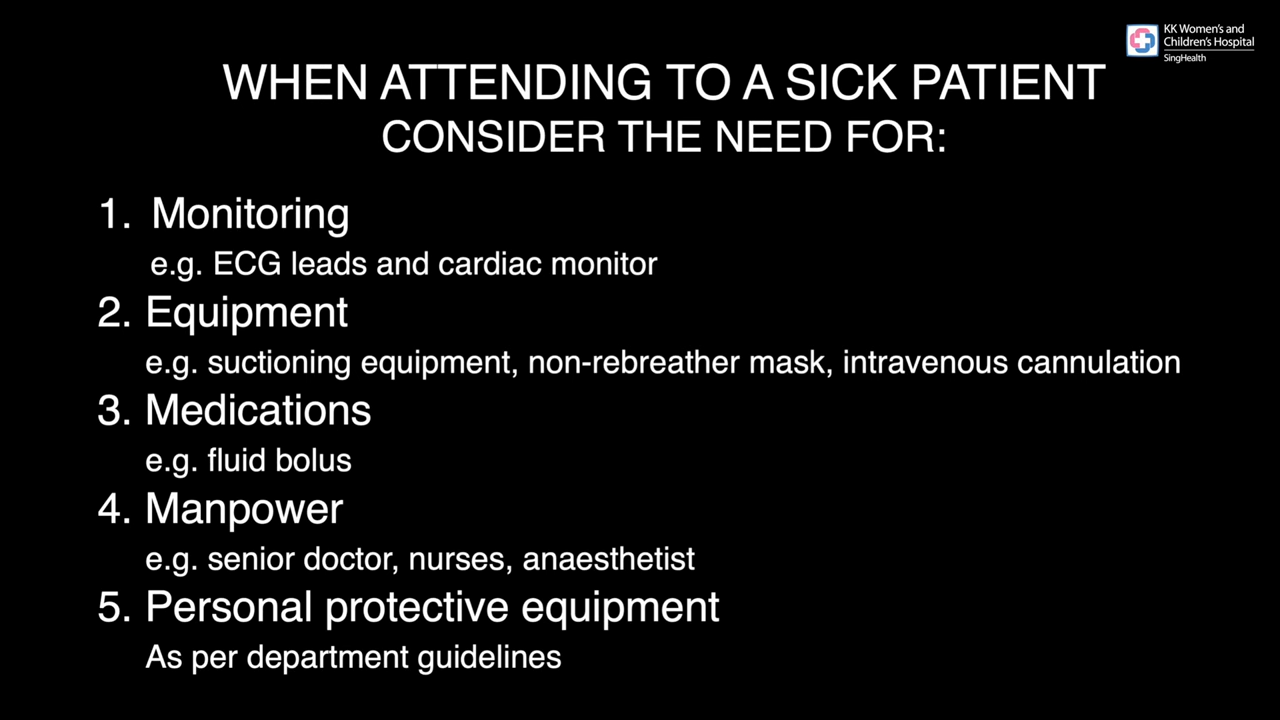 KK Women's and
Children's Hospital
SingHealth
WHEN ATTENDING TO A SICK PATIENT
CONSIDER THE NEED FOR:
1. Monitoring
e.g. ECG leads and cardiac monitor
2. Equipment
e.g. suctioning equipment, non-rebreather mask, intravenous cannulation
3. Medications
e.g. fluid bolus
4. Manpower
e.g. senior doctor, nurses, anaesthetist
5. Personal protective equipment
As per department guidelines